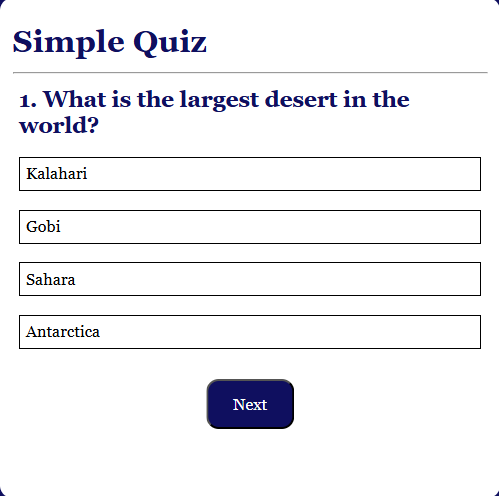 Simple Quiz
1. What is the largest desert in the
world?
Kalahari
Gobi
Sahara
Antarctica
Next